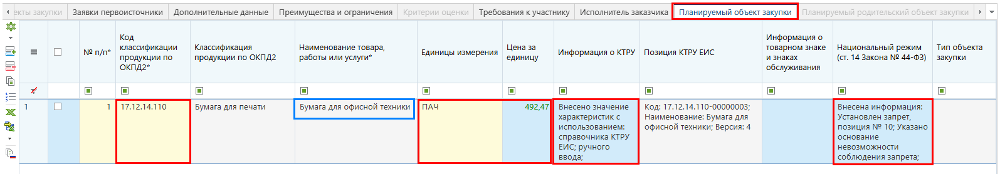 екты закупки Заявки первоисточники Дополнительные данные Преимущества и ограничения Критерии оценки Требования к участнику Исполнитель заказчика Планируемый объект закупки Планируемый родительский объект закупки
№ п/п*
Код
классификации
продукции по
ОКПД2*
Классификация
продукции по ОКПД2
Наименование товара,
работы или услуги*
Единицы измерения
Цена за
единицу
Информация о КТРУ
Позиция КТРУ ЕИС
Информация о
товарном знаке
и знаках
обслуживания
Национальный режим
(ст. 14 Закона № 44-ФЗ)
Тип объекта
закупки
1
1
17.12.14.110
Бумага для печати
Бумага для офисной техники
ПАЧ
492,47
Внесено значение
характеристик с
использованием:
справочника КТРУ
ЕИС; ручного
ввода;
Код: 17.12.14.110-00000003;
Наименование: Бумага для
офисной техники; Версия: 4
Внесена информация:
Установлен запрет,
позиция № 10; Указано
основание
невозможности
соблюдения запрета;